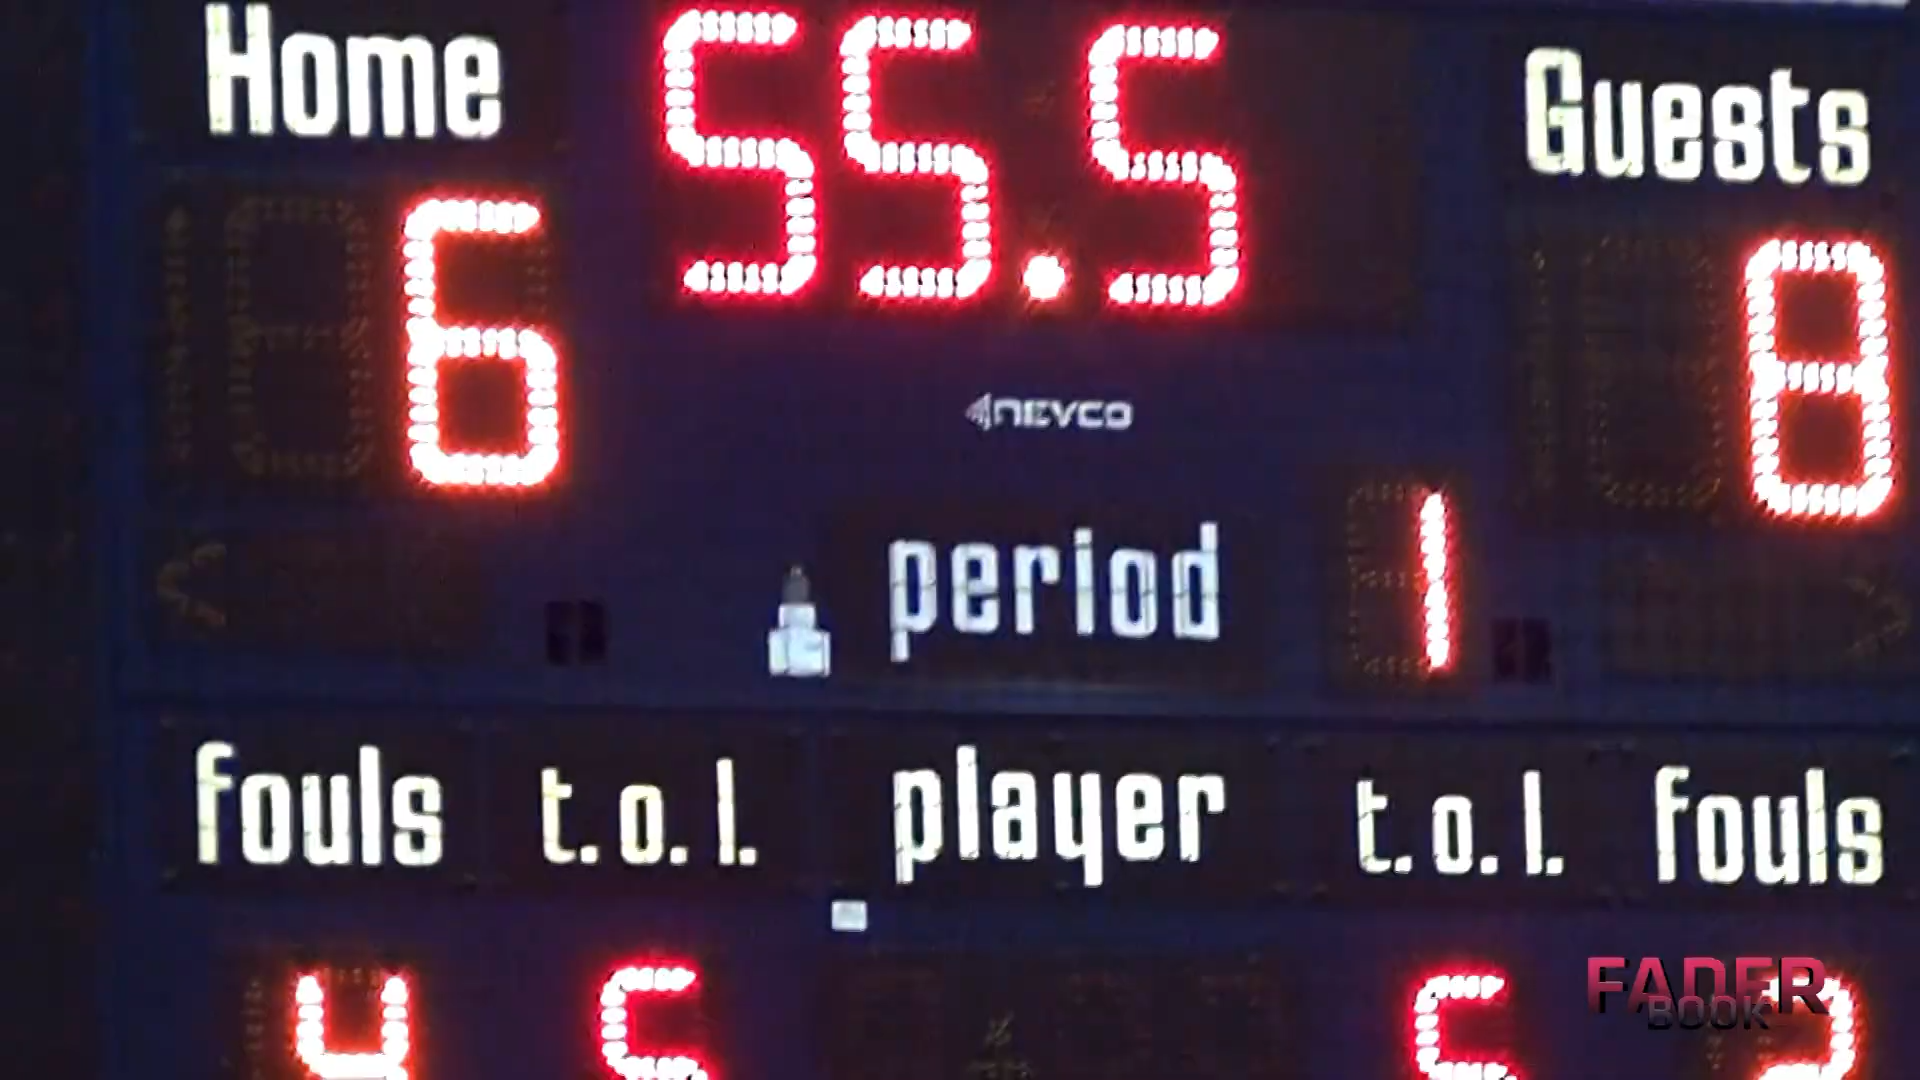 Home 55.5 Guests
6 8
NEVCO
period 1
fouls t.o.l. player t.o.l. fouls
4 5 5 2
FADER
BOOK